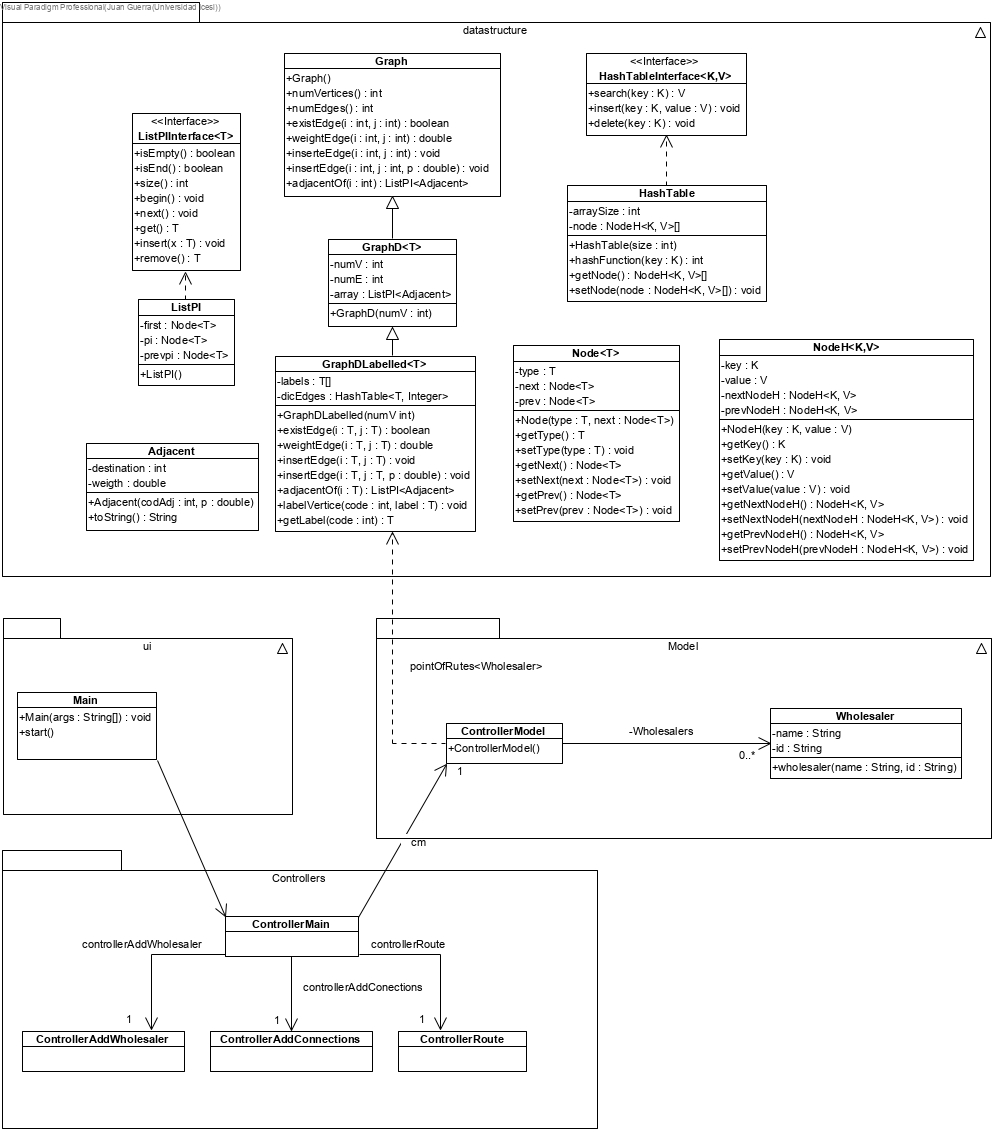 Visual Paradigm Professional(Juan Guerra(Universidad Icesi))
datastructure
Graph
+Graph()
+numVertices() : int
+numEdges() : int
+existEdge(i : int, j : int) : boolean
+weightEdge(i : int, j : int) : double
+inserteEdge(i : int, j : int) : void
+insertEdge(i : int, j : int, p : double) : void
+adjacentOf(i : int) : ListPI<Adjacent>
<<Interface>>
HashTableInterface<K,V>
+search(key : K) : V
+insert(key : K, value : V) : void
+delete(key : K) : void
<<Interface>>
ListPIInterface<T>
+isEmpty() : boolean
+isEnd() : boolean
+size() : int
+begin() : void
+next() : void
+get() : T
+insert(x : T) : void
+remove() : T
HashTable
-arraySize : int
-node : NodeH<K, V>[]
+HashTable(size : int)
+hashFunction(key : K) : int
+getNode() : NodeH<K, V>[]
+setNode(node : NodeH<K, V>[]) : void
GraphD<T>
-numV : int
-numE : int
-array : ListPI<Adjacent>
+GraphD(numV : int)
ListPI
-first : Node<T>
-pi : Node<T>
-prevpi : Node<T>
+ListPI()
GraphDLabelled<T>
-labels : T[]
-dicEdges : HashTable<T, Integer>
+GraphDLabelled(numV int)
+existEdge(i : T, j : T) : boolean
+weightEdge(i : T, j : T) : double
+insertEdge(i : T, j : T) : void
+insertEdge(i : T, j : T, p : double) : void
+adjacentOf(i : T) : ListPI<Adjacent>
+labelVertice(code : int, label : T) : void
+getLabel(code : int) : T
Node<T>
-type : T
-next : Node<T>
-prev : Node<T>
+Node(type : T, next : Node<T>)
+getType() : T
+setType(type : T) : void
+getNext() : Node<T>
+setNext(next : Node<T>) : void
+getPrev() : Node<T>
+setPrev(prev : Node<T>) : void
NodeH<K,V>
-key : K
-value : V
-nextNodeH : NodeH<K, V>
-prevNodeH : NodeH<K, V>
+NodeH(key : K, value : V)
+getKey() : K
+setKey(key : K) : void
+getValue() : V
+setValue(value : V) : void
+getNextNodeH() : NodeH<K, V>
+setNextNodeH(nextNodeH : NodeH<K, V>) : void
+getPrevNodeH() : NodeH<K, V>
+setPrevNodeH(prevNodeH : NodeH<K, V>) : void
Adjacent
-destination : int
-weigth : double
+Adjacent(codAdj : int, p : double)
+toString() : String
ui
Main
+Main(args : String[]) : void
+start()
Model
pointOfRutes<Wholesaler>
ControllerModel
+ControllerModel()
1
-Wholesalers
0..*
Wholesaler
-name : String
-id : String
+wholesaler(name : String, id : String)
cm
Controllers
ControllerMain
controllerAddWholesaler
controllerRoute
controllerAddConections
1
1
1
ControllerAddWholesaler
ControllerAddConnections
ControllerRoute